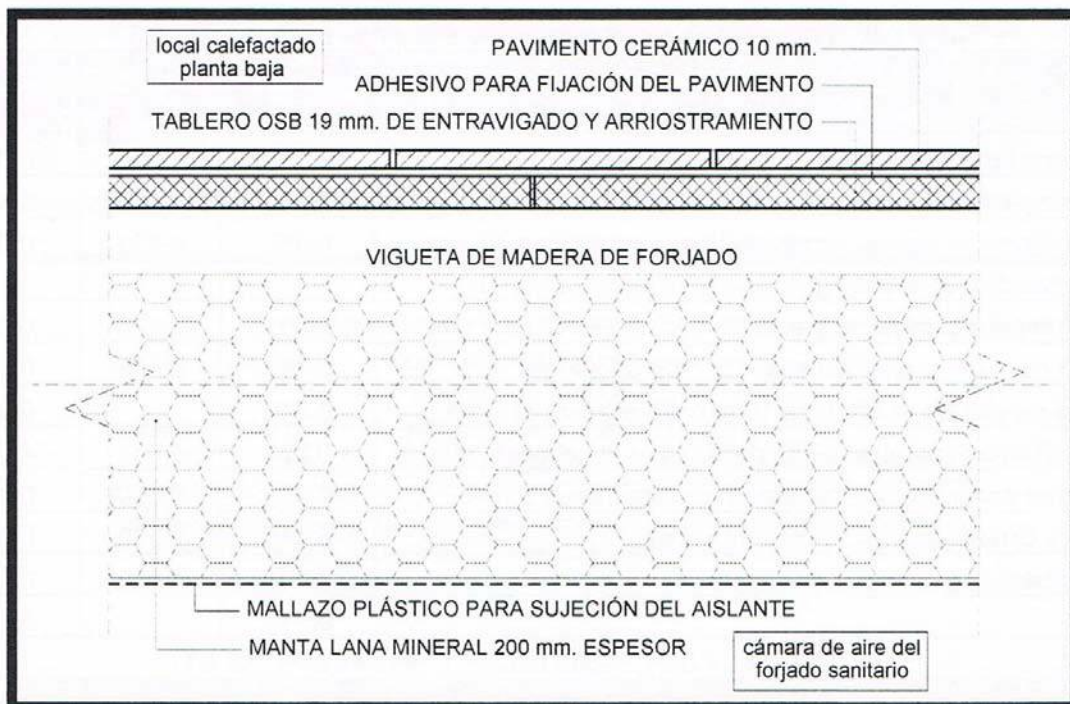 local calefactado
planta baja
PAVIMENTO CERÁMICO 10 mm.
ADHESIVO PARA FIJACIÓN DEL PAVIMENTO
TABLERO OSB 19 mm. DE ENTRAVIGADO Y ARRIOSTRAMIENTO
VIGUETA DE MADERA DE FORJADO
MALLAZO PLÁSTICO PARA SUJECIÓN DEL AISLANTE
MANTA LANA MINERAL 200 mm. ESPESOR
cámara de aire del
forjado sanitario